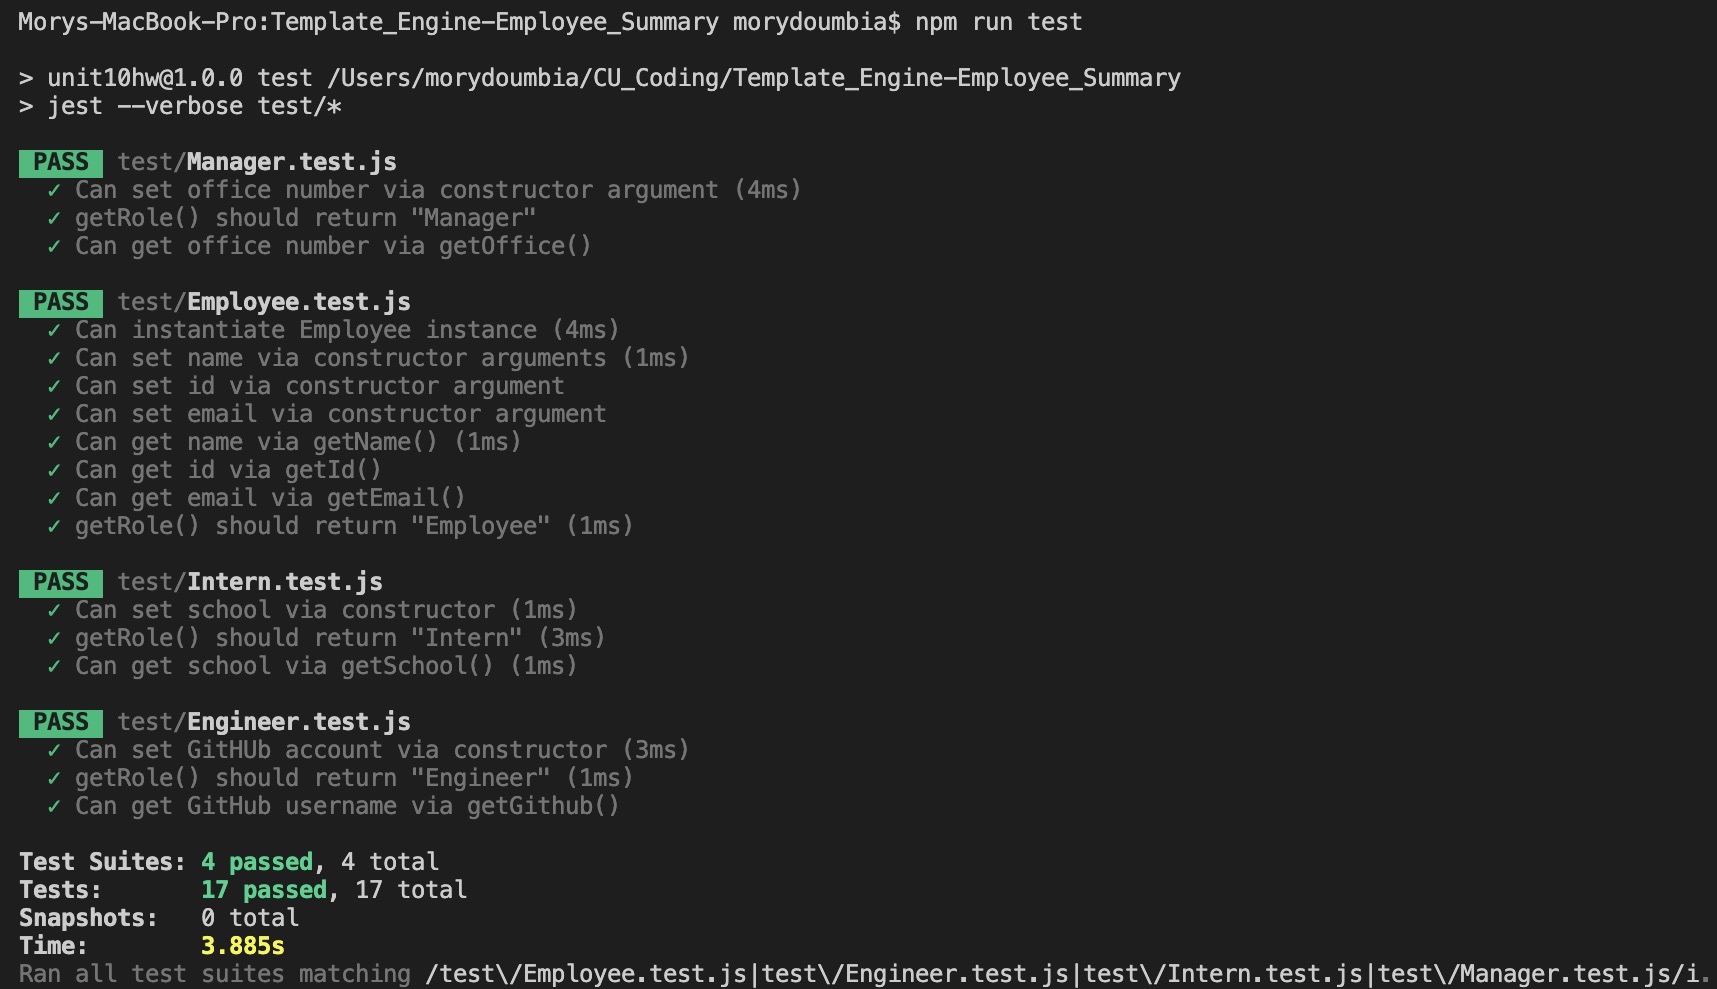 Morys-MacBook-Pro:Template_Engine-Employee_Summary morydoumbia$ npm run test
> unit10hw@1.0.0 test /Users/morydoumbia/CU_Coding/Template_Engine-Employee_Summary
> jest --verbose test/*
PASS test/Manager.test.js
✓ Can set office number via constructor argument (4ms)
✓ getRole() should return "Manager"
✓ Can get office number via getOffice()
PASS test/Employee.test.js
✓ Can instantiate Employee instance (4ms)
✓ Can set name via constructor arguments (1ms)
✓ Can set id via constructor argument
✓ Can set email via constructor argument
✓ Can get name via getName() (1ms)
✓ Can get id via getId()
✓ Can get email via getEmail()
✓ getRole() should return "Employee" (1ms)
PASS test/Intern.test.js
✓ Can set school via constructor (1ms)
✓ getRole() should return "Intern" (3ms)
✓ Can get school via getSchool() (1ms)
PASS test/Engineer.test.js
✓ Can set GitHUb account via constructor (3ms)
✓ getRole() should return "Engineer" (1ms)
✓ Can get GitHub username via getGithub()
Test Suites: 4 passed, 4 total
Tests: 17 passed, 17 total
Snapshots: 0 total
Time: 3.885s
Ran all test suites matching /test\/Employee.test.js|test\/Engineer.test.js|test\/Intern.test.js|test\/Manager.test.js/i.